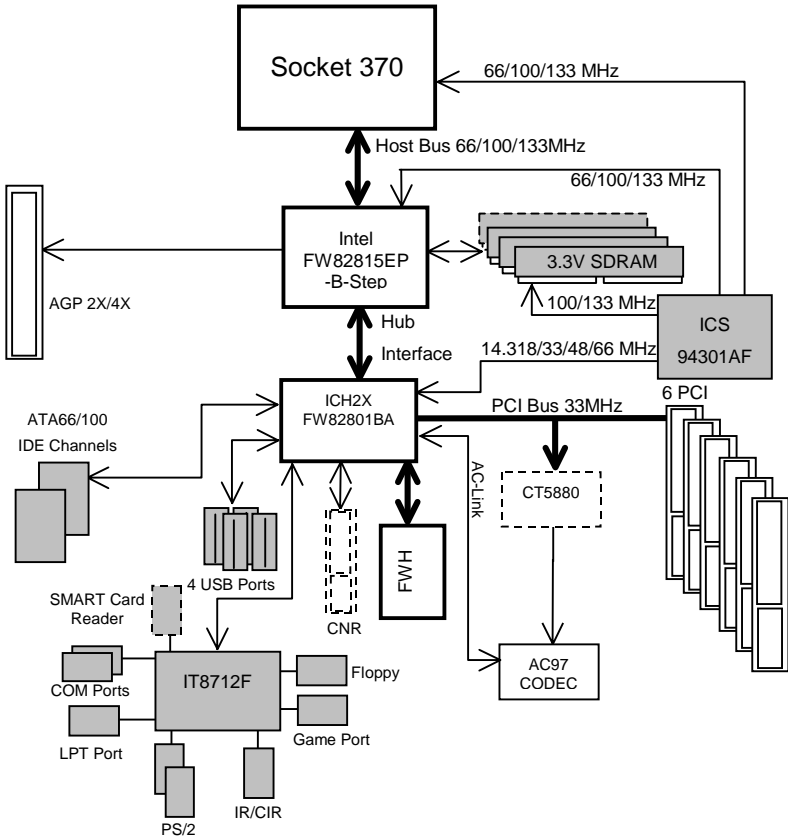 Socket 370
66/100/133 MHz
Host Bus 66/100/133MHz
66/100/133 MHz
Intel
FW82815EP
-B-Step
3.3V SDRAM
AGP 2X/4X
100/133 MHz
ICS
94301AF
Hub
Interface
14.318/33/48/66 MHz
ICH2X
FW82801BA
PCI Bus 33MHz
6 PCI
ATA66/100
IDE Channels
AC-Link
CT5880
4 USB Ports
FWH
CNR
SMART Card
Reader
COM Ports
IT8712F
Floppy
AC97
CODEC
LPT Port
Game Port
PS/2
IR/CIR